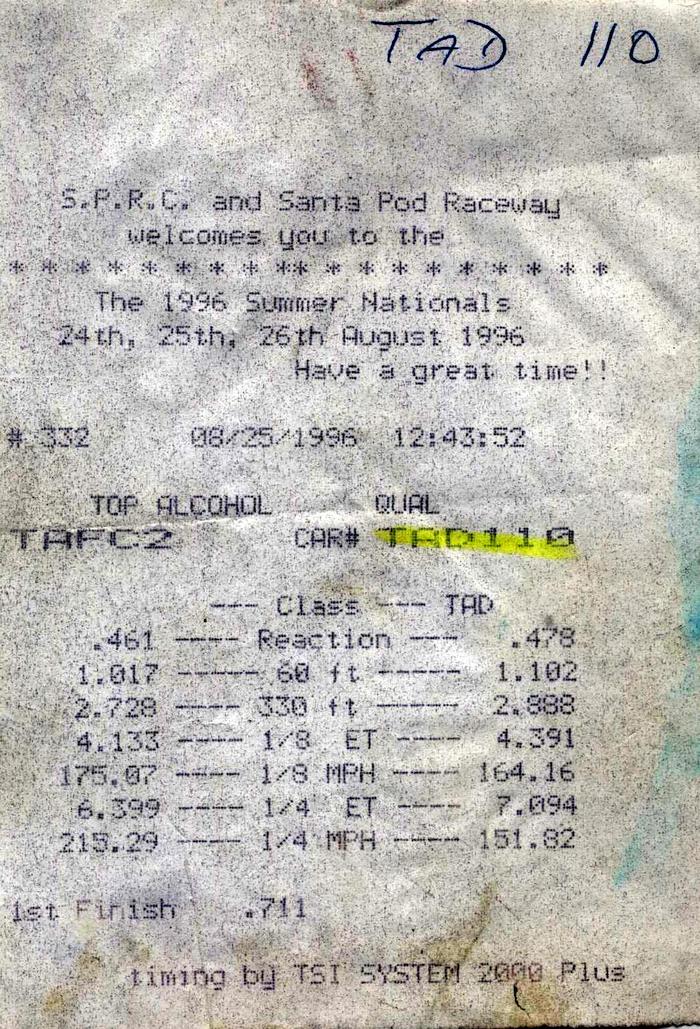 TAD 110
S.P.R.C. and Santa Pod Raceway
welcomes you to the
* * * * * * * * ** * * * * * * * * *
The 1996 Summer Nationals
24th, 25th, 26th August 1996
Have a great time!!
# 332 08/25/1996 12:43:52
TOP ALCOHOL QUAL
TAFC2 CAR# TAD110
--- Class --- TAD
.461 ---- Reaction --- .478
1.017 ----- 60 ft ----- 1.102
2.728 ---- 330 ft ----- 2.888
4.133 ---- 1/8 ET ---- 4.391
175.07 ---- 1/8 MPH ---- 164.16
6.399 ---- 1/4 ET ---- 7.094
215.29 ---- 1/4 MPH ---- 151.82
1st Finish .711
timing by TSI SYSTEM 2000 Plus